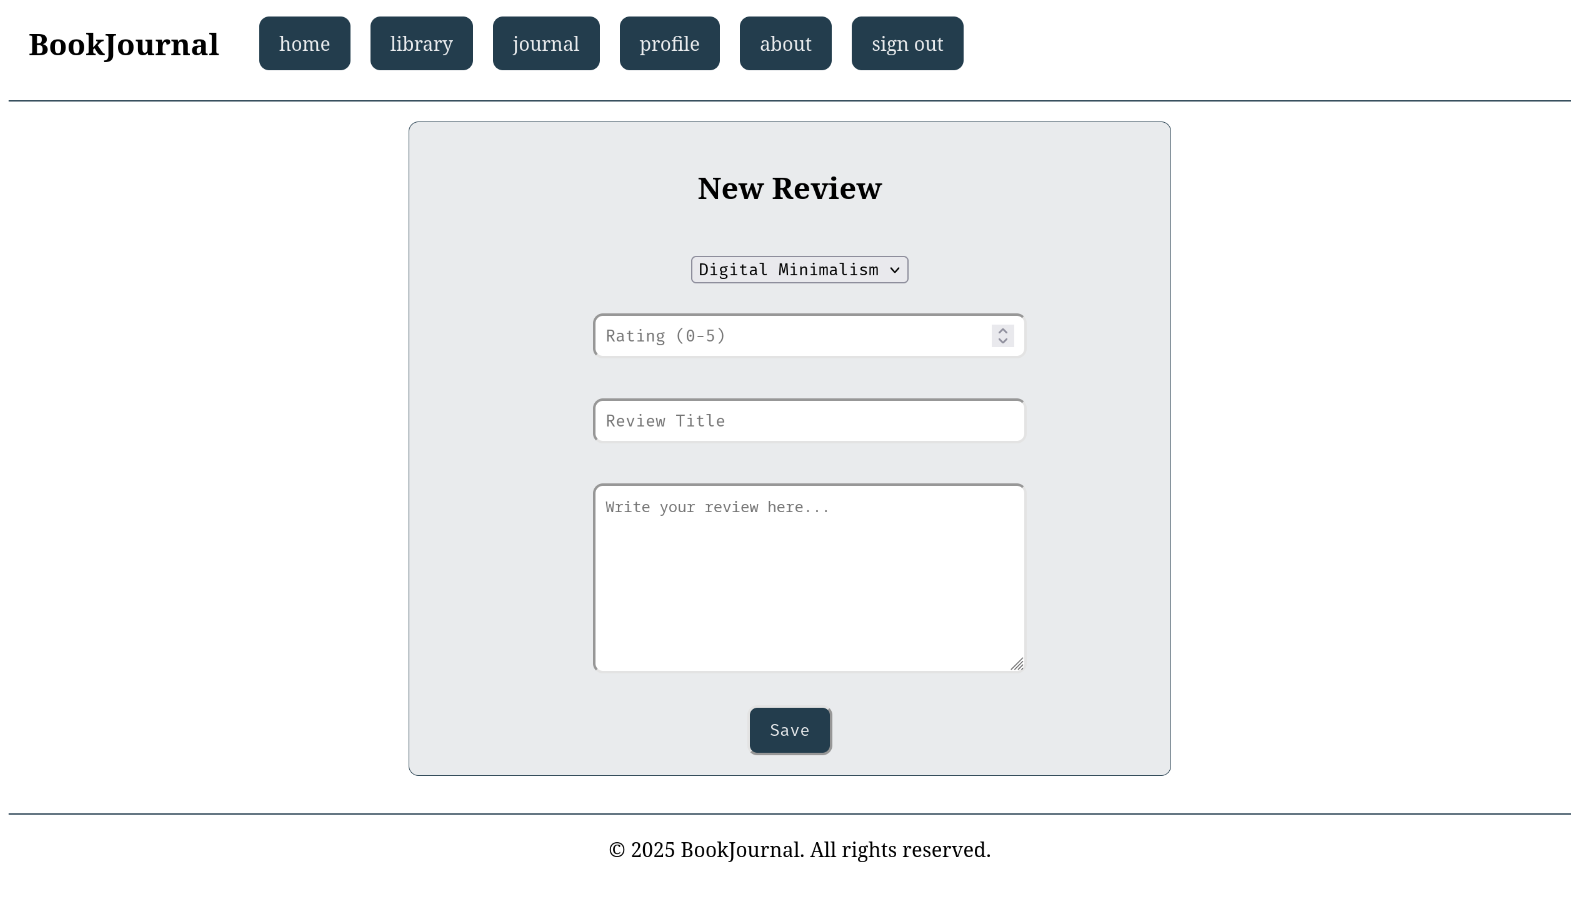 BookJournal home library journal profile about sign out
New Review
Digital Minimalism
Rating (0-5)
Review Title
Write your review here...
Save
© 2025 BookJournal. All rights reserved.